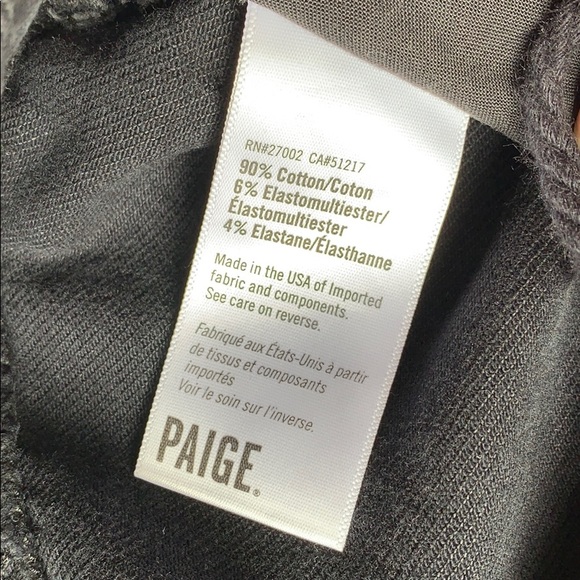 RN#27002 CA#51217
90% Cotton/Coton
6% Elastomultiester/
Élastomultiester
4% Elastane/Élasthanne
Made in the USA of Imported
fabric and components.
See care on reverse.
Fabriqué aux États-Unis à partir
de tissus et composants
importés
Voir le soin sur l'inverse.
PAIGE®